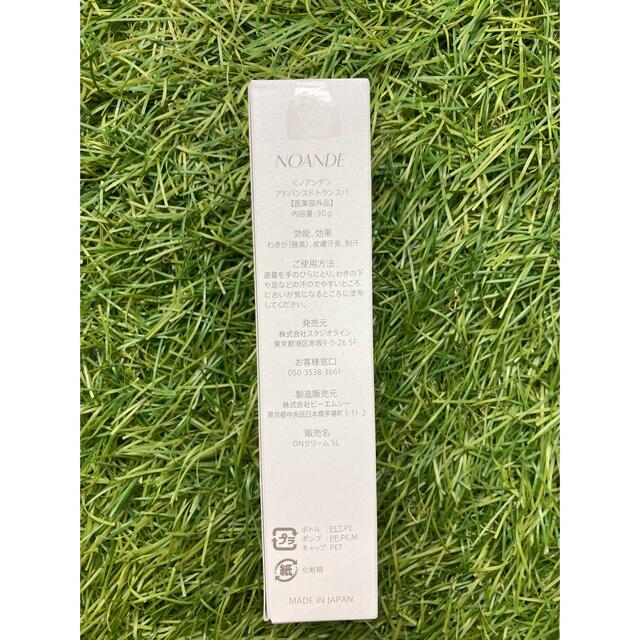 NOANDE
＜ノアンデ＞
アドバンスドトランスパ
【医薬部外品】
内容量:30g
効能、効果
わきが（腋臭）、皮膚汗臭、制汗
ご使用方法
適量を手のひらにとり、わきの下
や足などの汗のでやすいところ、
においが気になるところに塗布
してください。
発売元
株式会社スタジオライン
東京都港区赤坂9-5-26 5F
お客様窓口
050-3538-3661
製造販売元
株式会社ピーエムシー
東京都中央区日本橋茅場町1-11-2
販売名
DNクリーム SL
プラ
ボトル：PET,PE
ポンプ：PP,PE,M
キャップ：PET
紙
化粧箱
MADE IN JAPAN